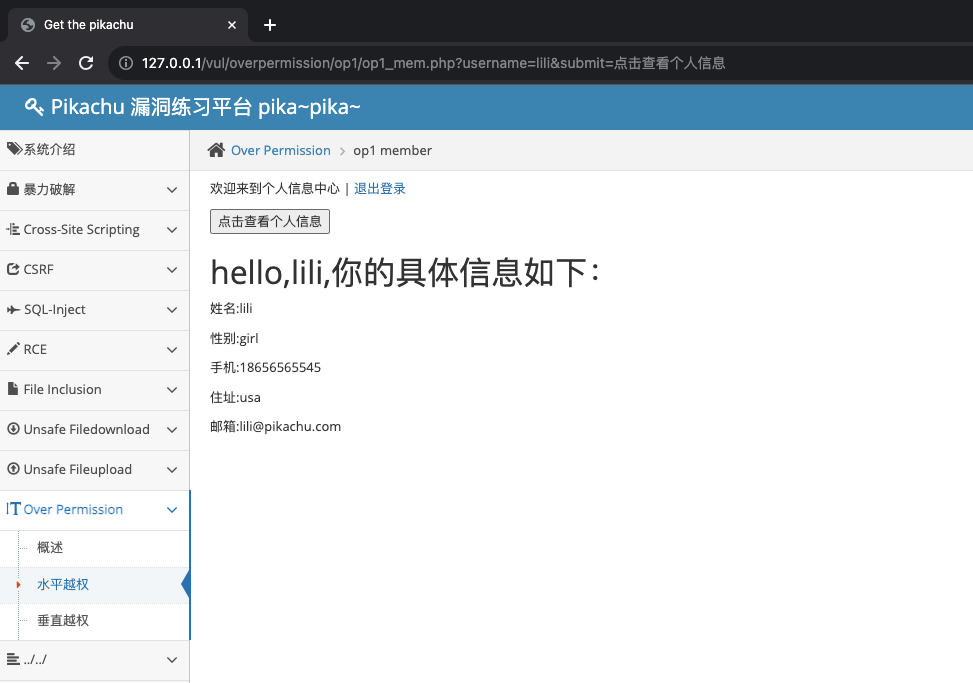 Get the pikachu
127.0.0.1/vul/overpermission/op1/op1_mem.php?username=lili&submit=点击查看个人信息
Pikachu 漏洞练习平台 pika~pika~
系统介绍
暴力破解
Cross-Site Scripting
CSRF
SQL-Inject
RCE
File Inclusion
Unsafe Filedownload
Unsafe Fileupload
Over Permission
概述
水平越权
垂直越权
../../
Over Permission > op1 member
欢迎来到个人信息中心 | 退出登录
点击查看个人信息
hello,lili,你的具体信息如下：
姓名:lili
性别:girl
手机:18656565545
住址:usa
邮箱:lili@pikachu.com